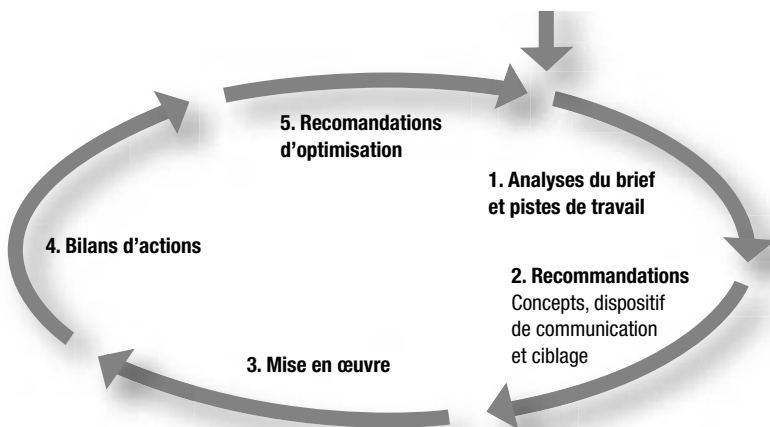 5. Recomandations
d'optimisation
1. Analyses du brief
et pistes de travail
4. Bilans d'actions
2. Recommandations
Concepts, dispositif
de communication
et ciblage
3. Mise en œuvre